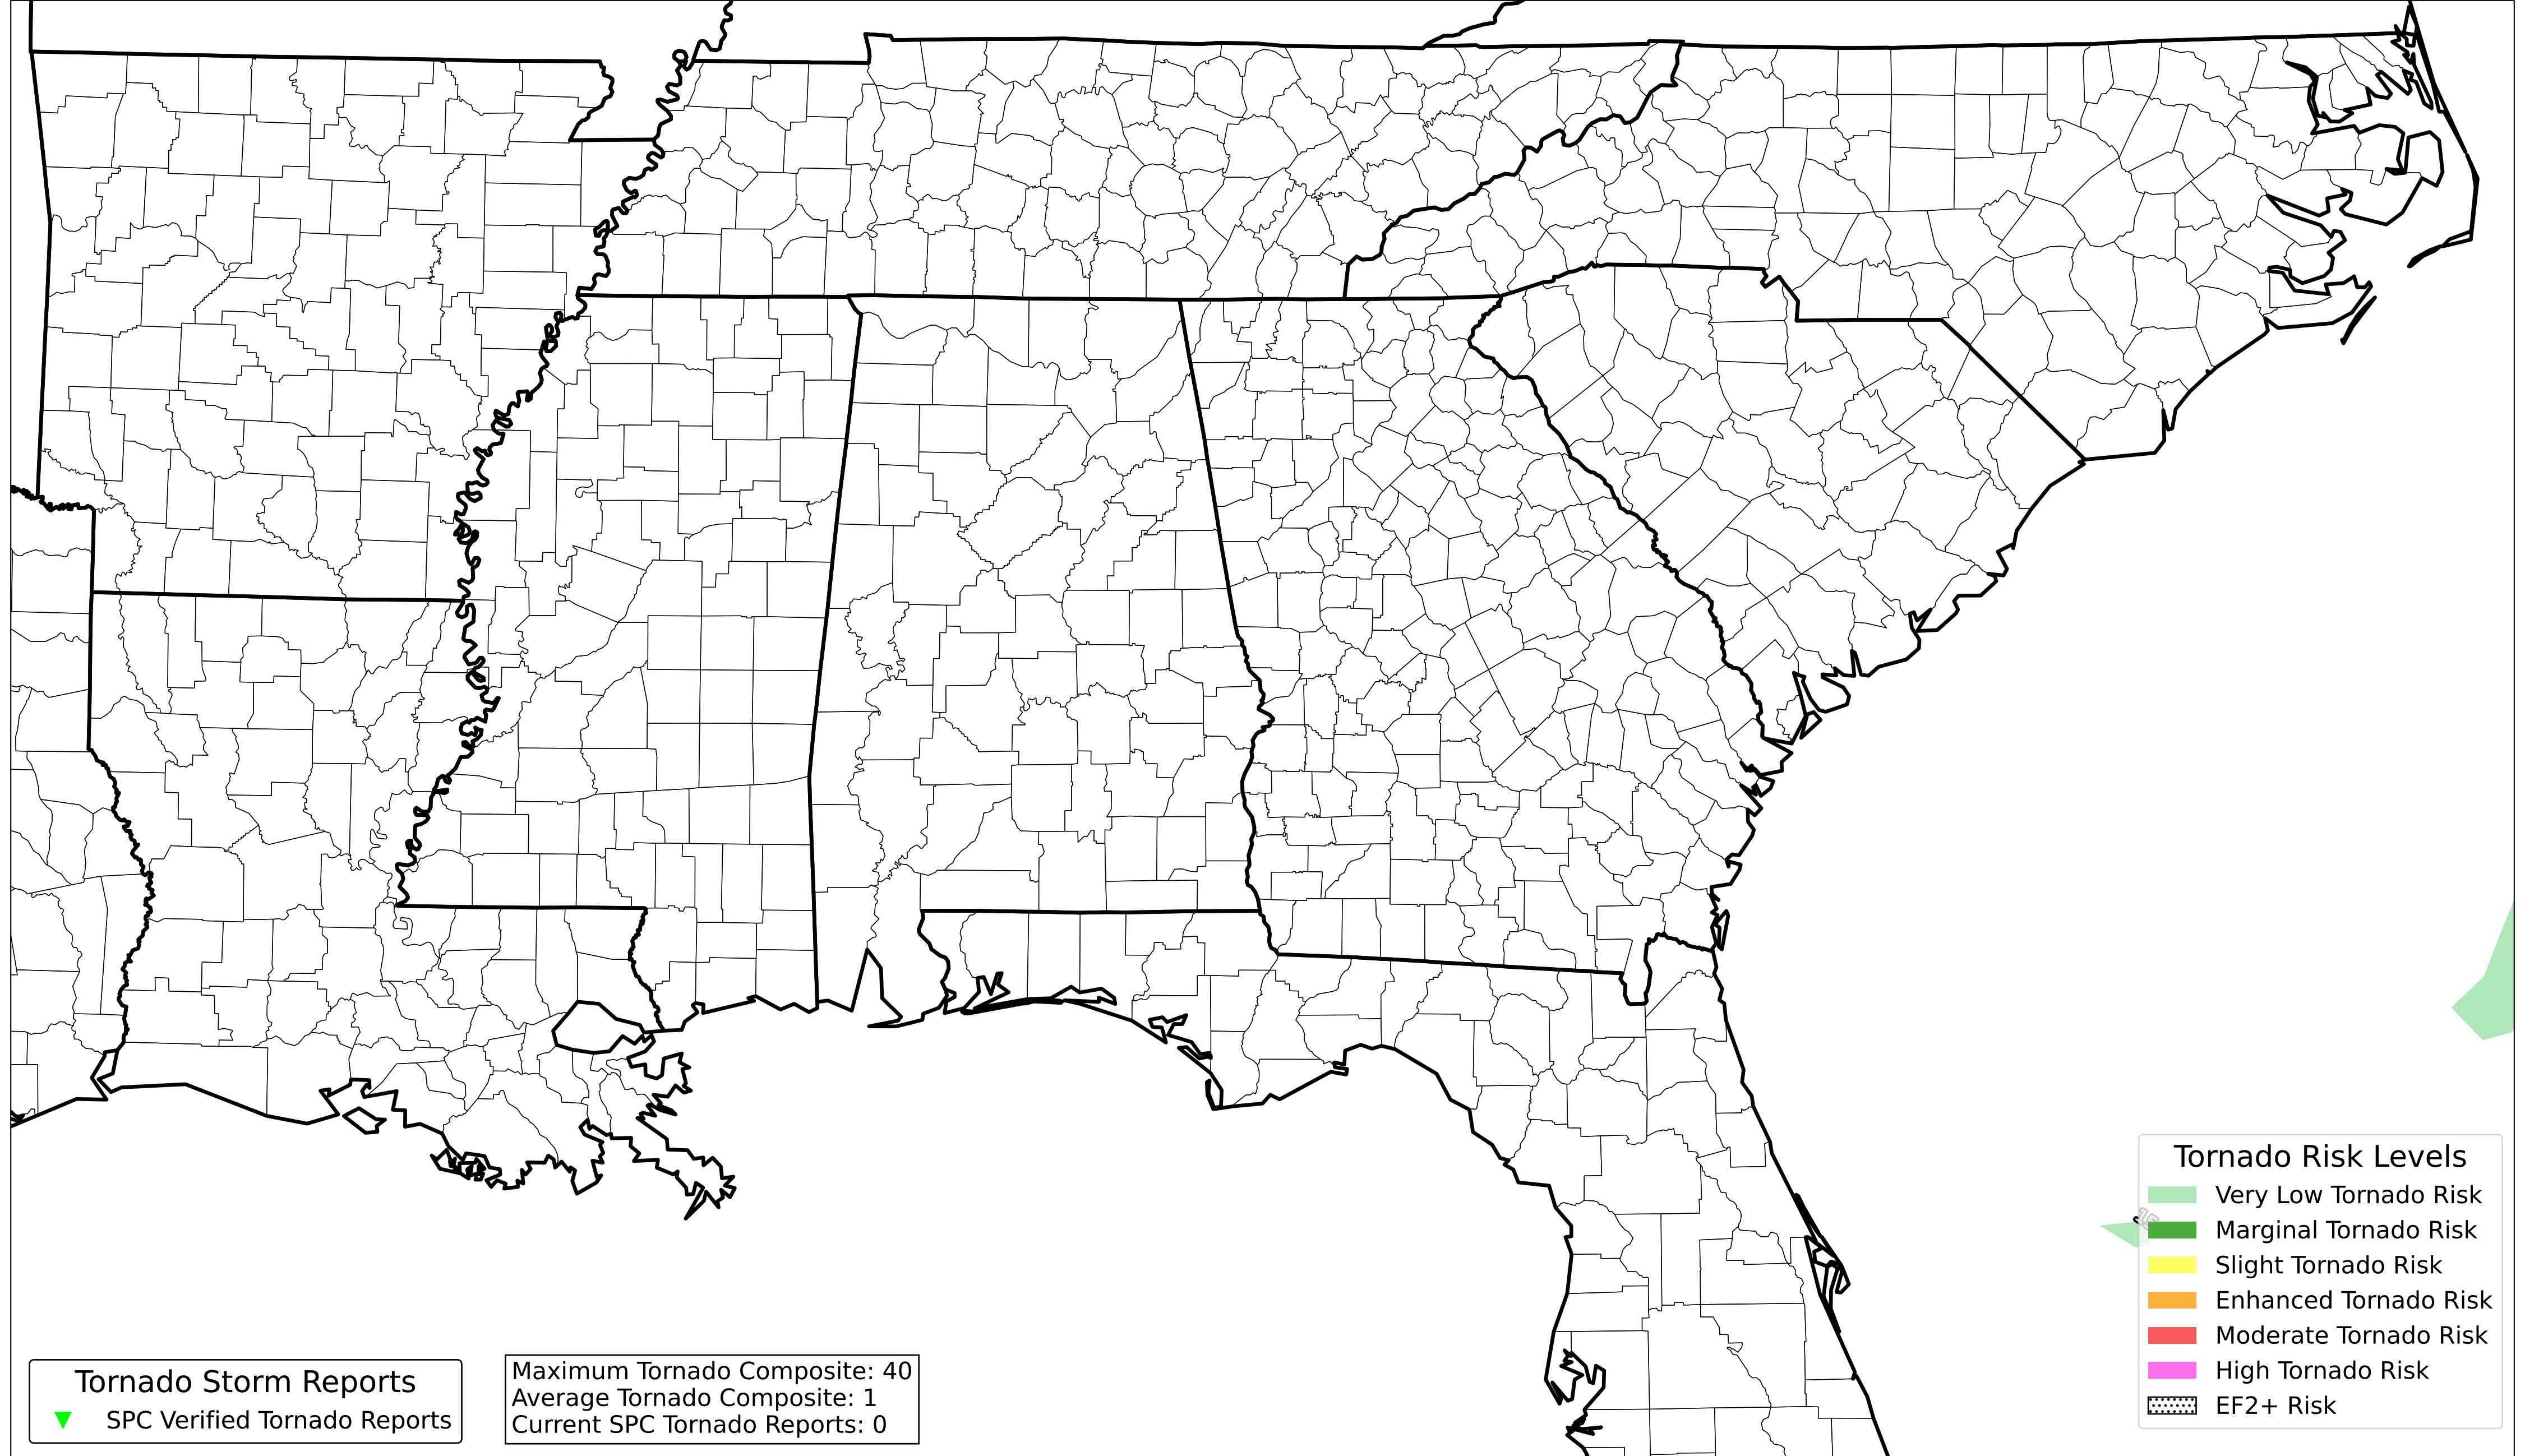 Tornado Risk Levels
Very Low Tornado Risk
Marginal Tornado Risk
Slight Tornado Risk
Enhanced Tornado Risk
Moderate Tornado Risk
High Tornado Risk
EF2+ Risk
Tornado Storm Reports
SPC Verified Tornado Reports
Maximum Tornado Composite: 40
Average Tornado Composite: 1
Current SPC Tornado Reports: 0